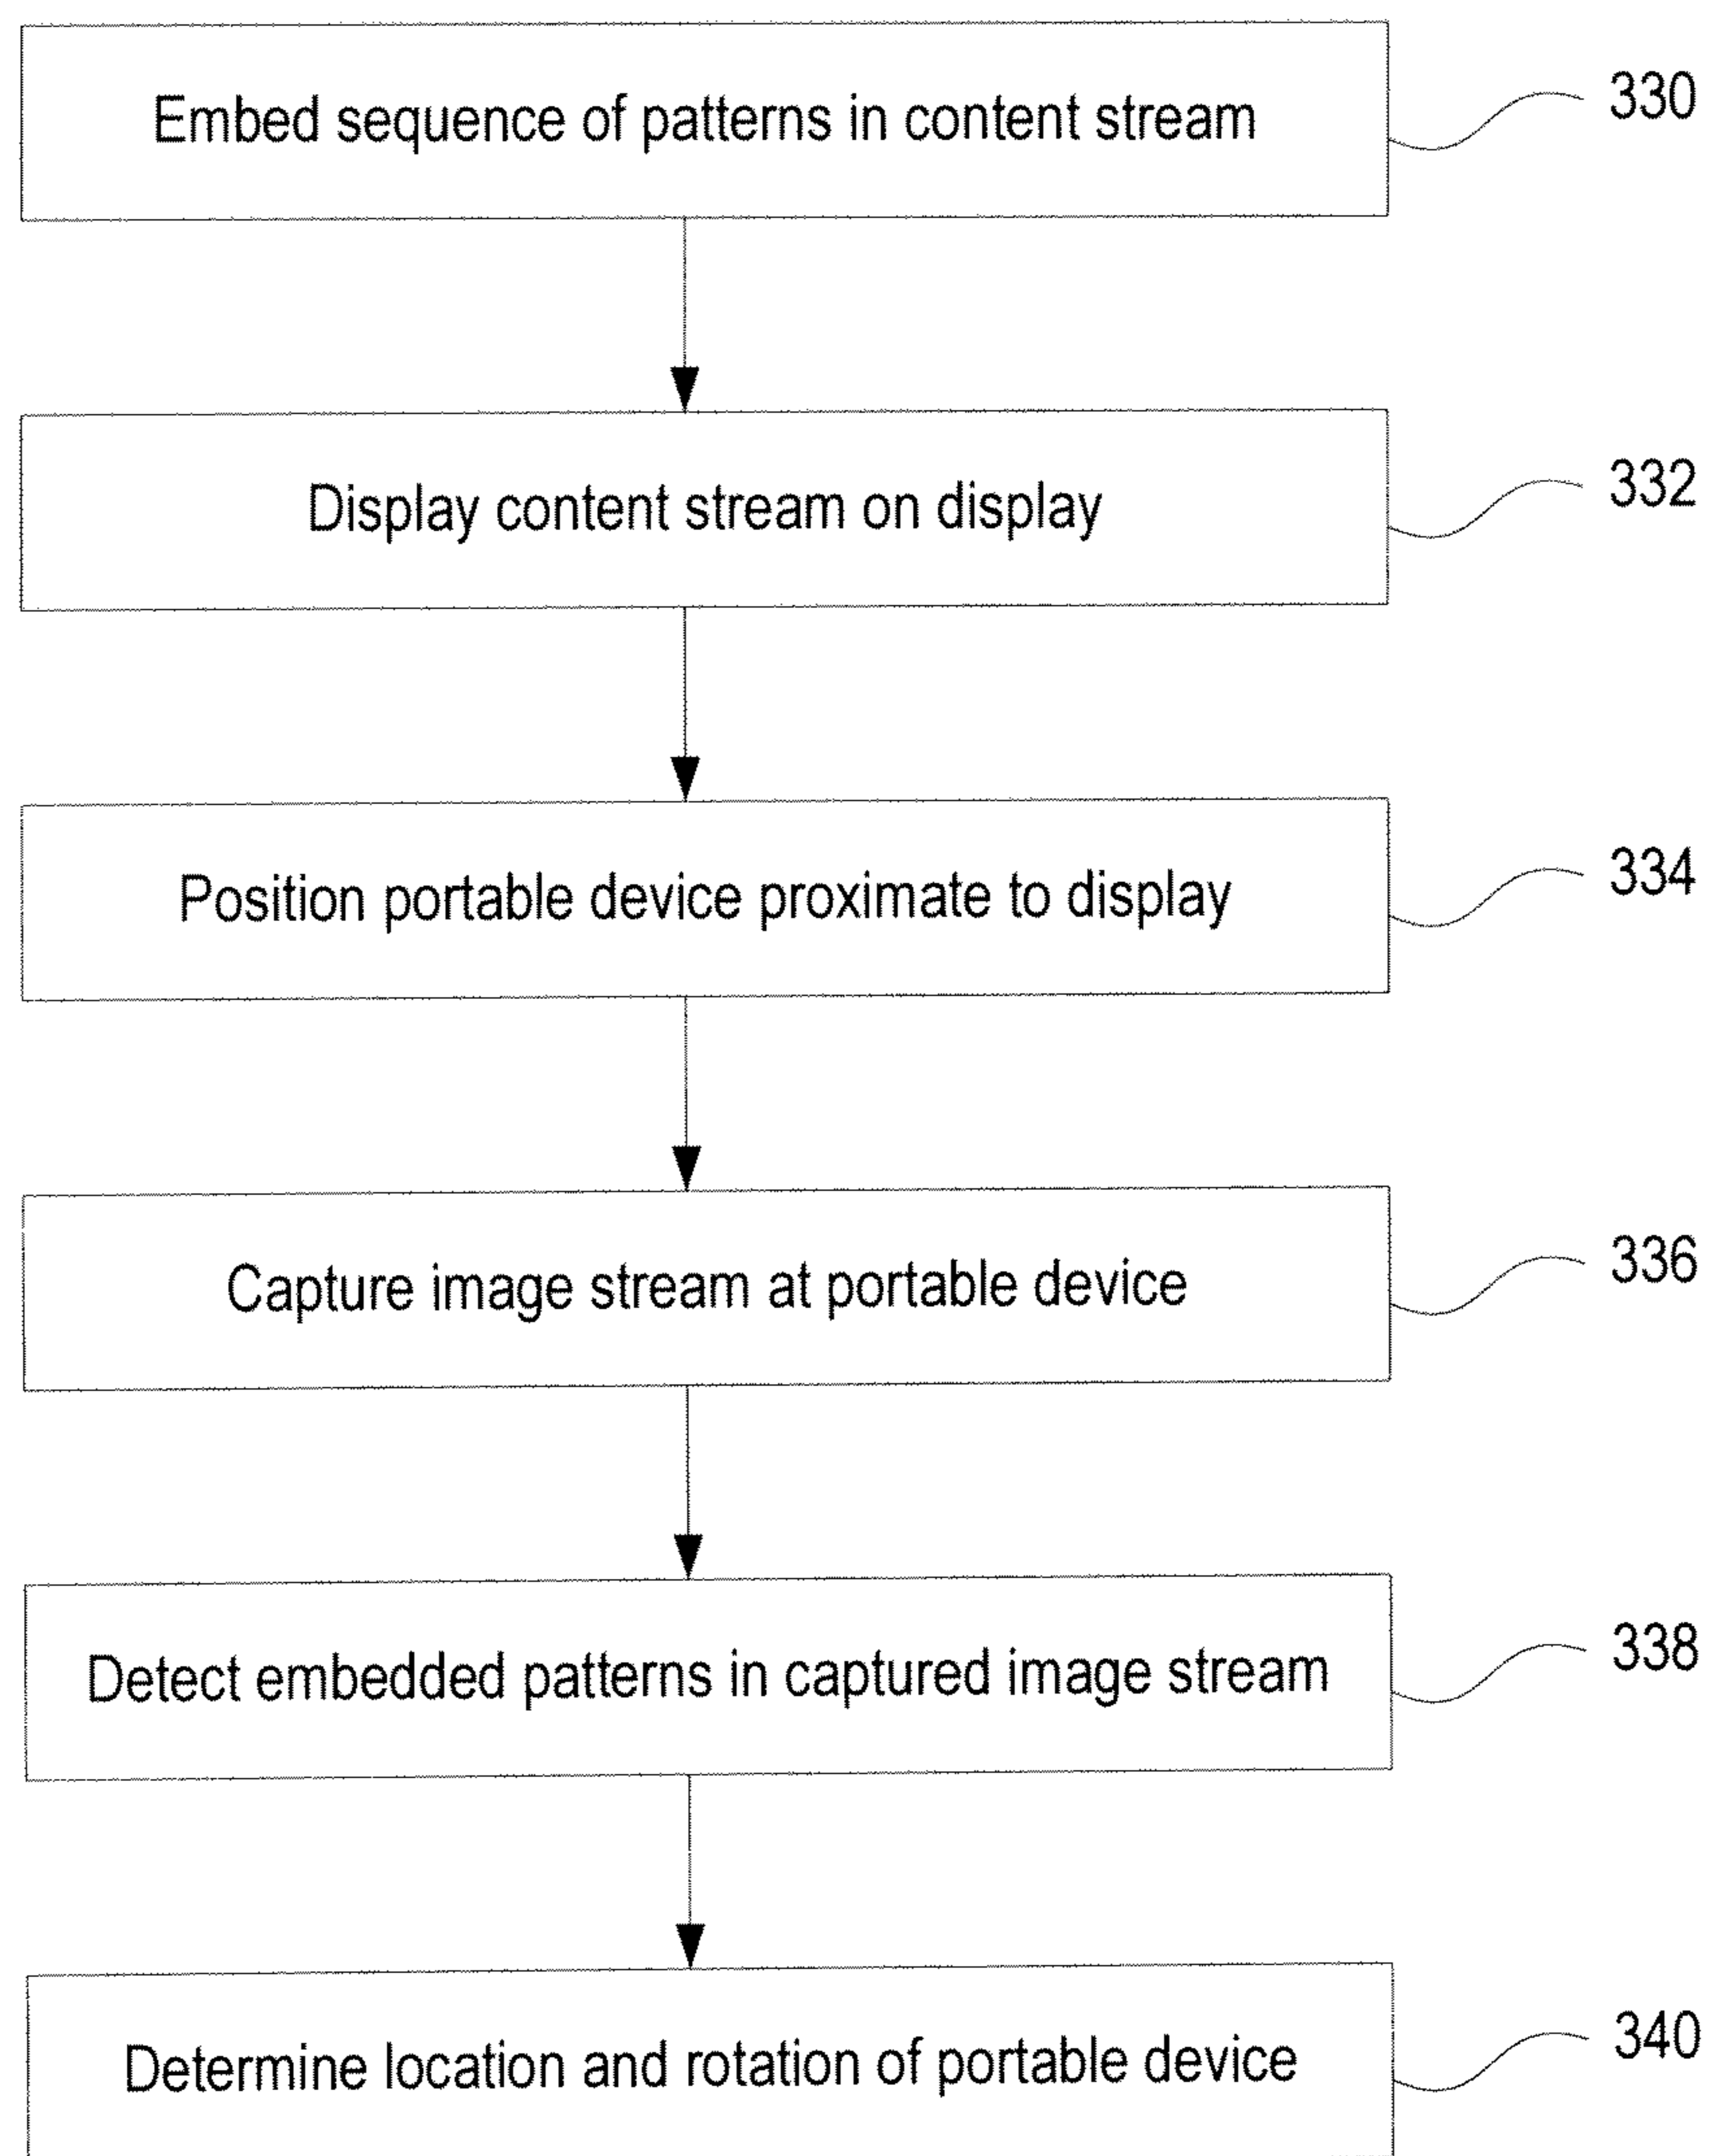 Embed sequence of patterns in content stream 330
Display content stream on display 332
Position portable device proximate to display 334
Capture image stream at portable device 336
Detect embedded patterns in captured image stream 338
Determine location and rotation of portable device 340